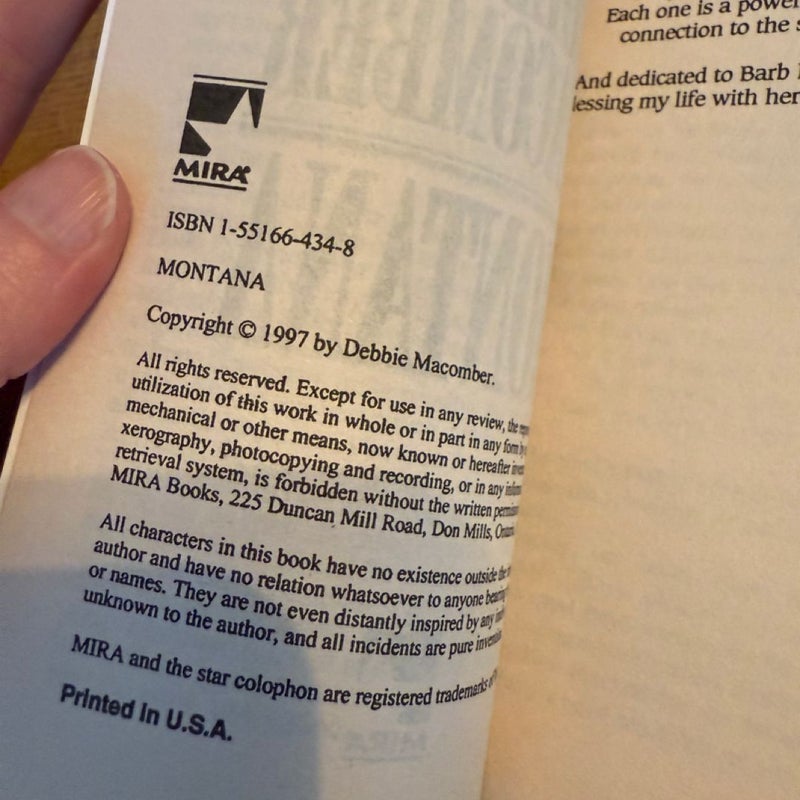 MIRA
ISBN 1-55166-434-8
MONTANA
Copyright © 1997 by Debbie Macomber.
All rights reserved. Except for use in any review, the
utilization of this work in whole or in part in any form
mechanical or other means, now known or hereafter
xerography, photocopying and recording, or in any
retrieval system, is forbidden without the written
MIRA Books, 225 Duncan Mill Road, Don Mills,
All characters in this book have no existence outside the
author and have no relation whatsoever to anyone
or names. They are not even distantly inspired by any
unknown to the author, and all incidents are pure
MIRA and the star colophon are registered trademarks
Printed in U.S.A.
Each one is a
connection to the
And dedicated to Barb
lessing my life with her